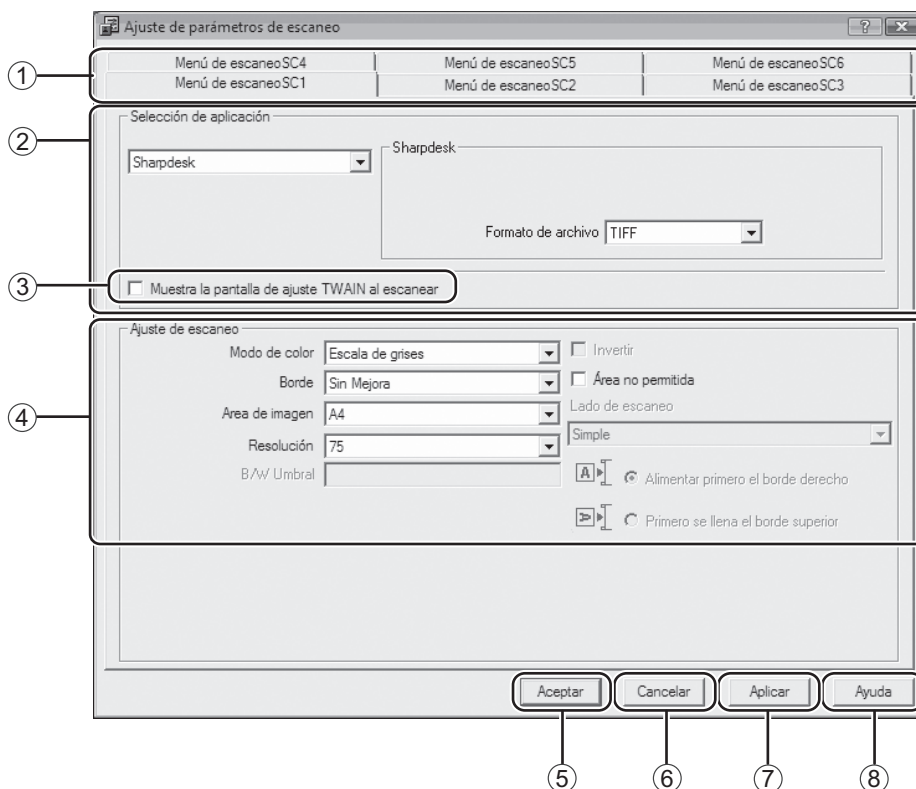 Ajuste de parámetros de escaneo
Menú de escaneoSC4 Menú de escaneoSC5 Menú de escaneoSC6
① Menú de escaneoSC1 Menú de escaneoSC2 Menú de escaneoSC3
② Selección de aplicación
Sharpdesk Sharpdesk
Formato de archivo TIFF
③ Muestra la pantalla de ajuste TWAIN al escanear
Ajuste de escaneo
Modo de color Escala de grises Invertir
Borde Sin Mejora Área no permitida
④ Area de imagen A4 Lado de escaneo
Resolución 75 Simple
B/W Umbral A Alimentar primero el borde derecho
A Primero se llena el borde superior
Aceptar Cancelar Aplicar Ayuda
⑤ ⑥ ⑦ ⑧